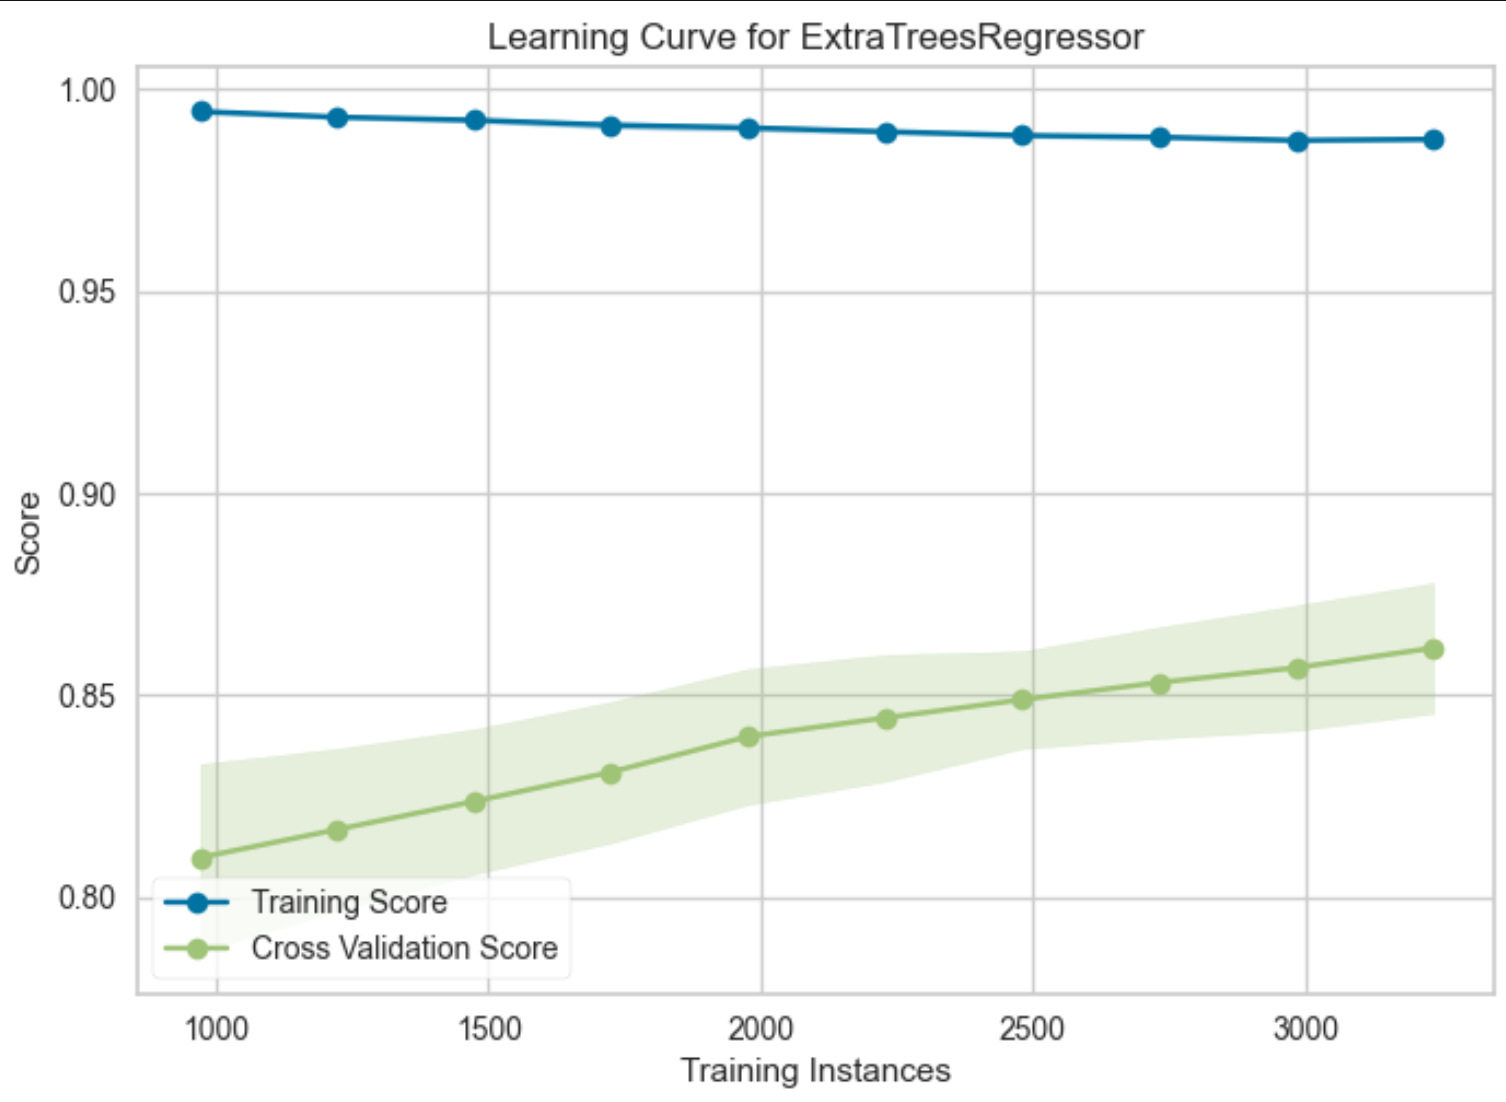 Learning Curve for ExtraTreesRegressor
1.00
0.95
0.90
0.85
0.80
Score
Training Score
Cross Validation Score
1000 1500 2000 2500 3000
Training Instances